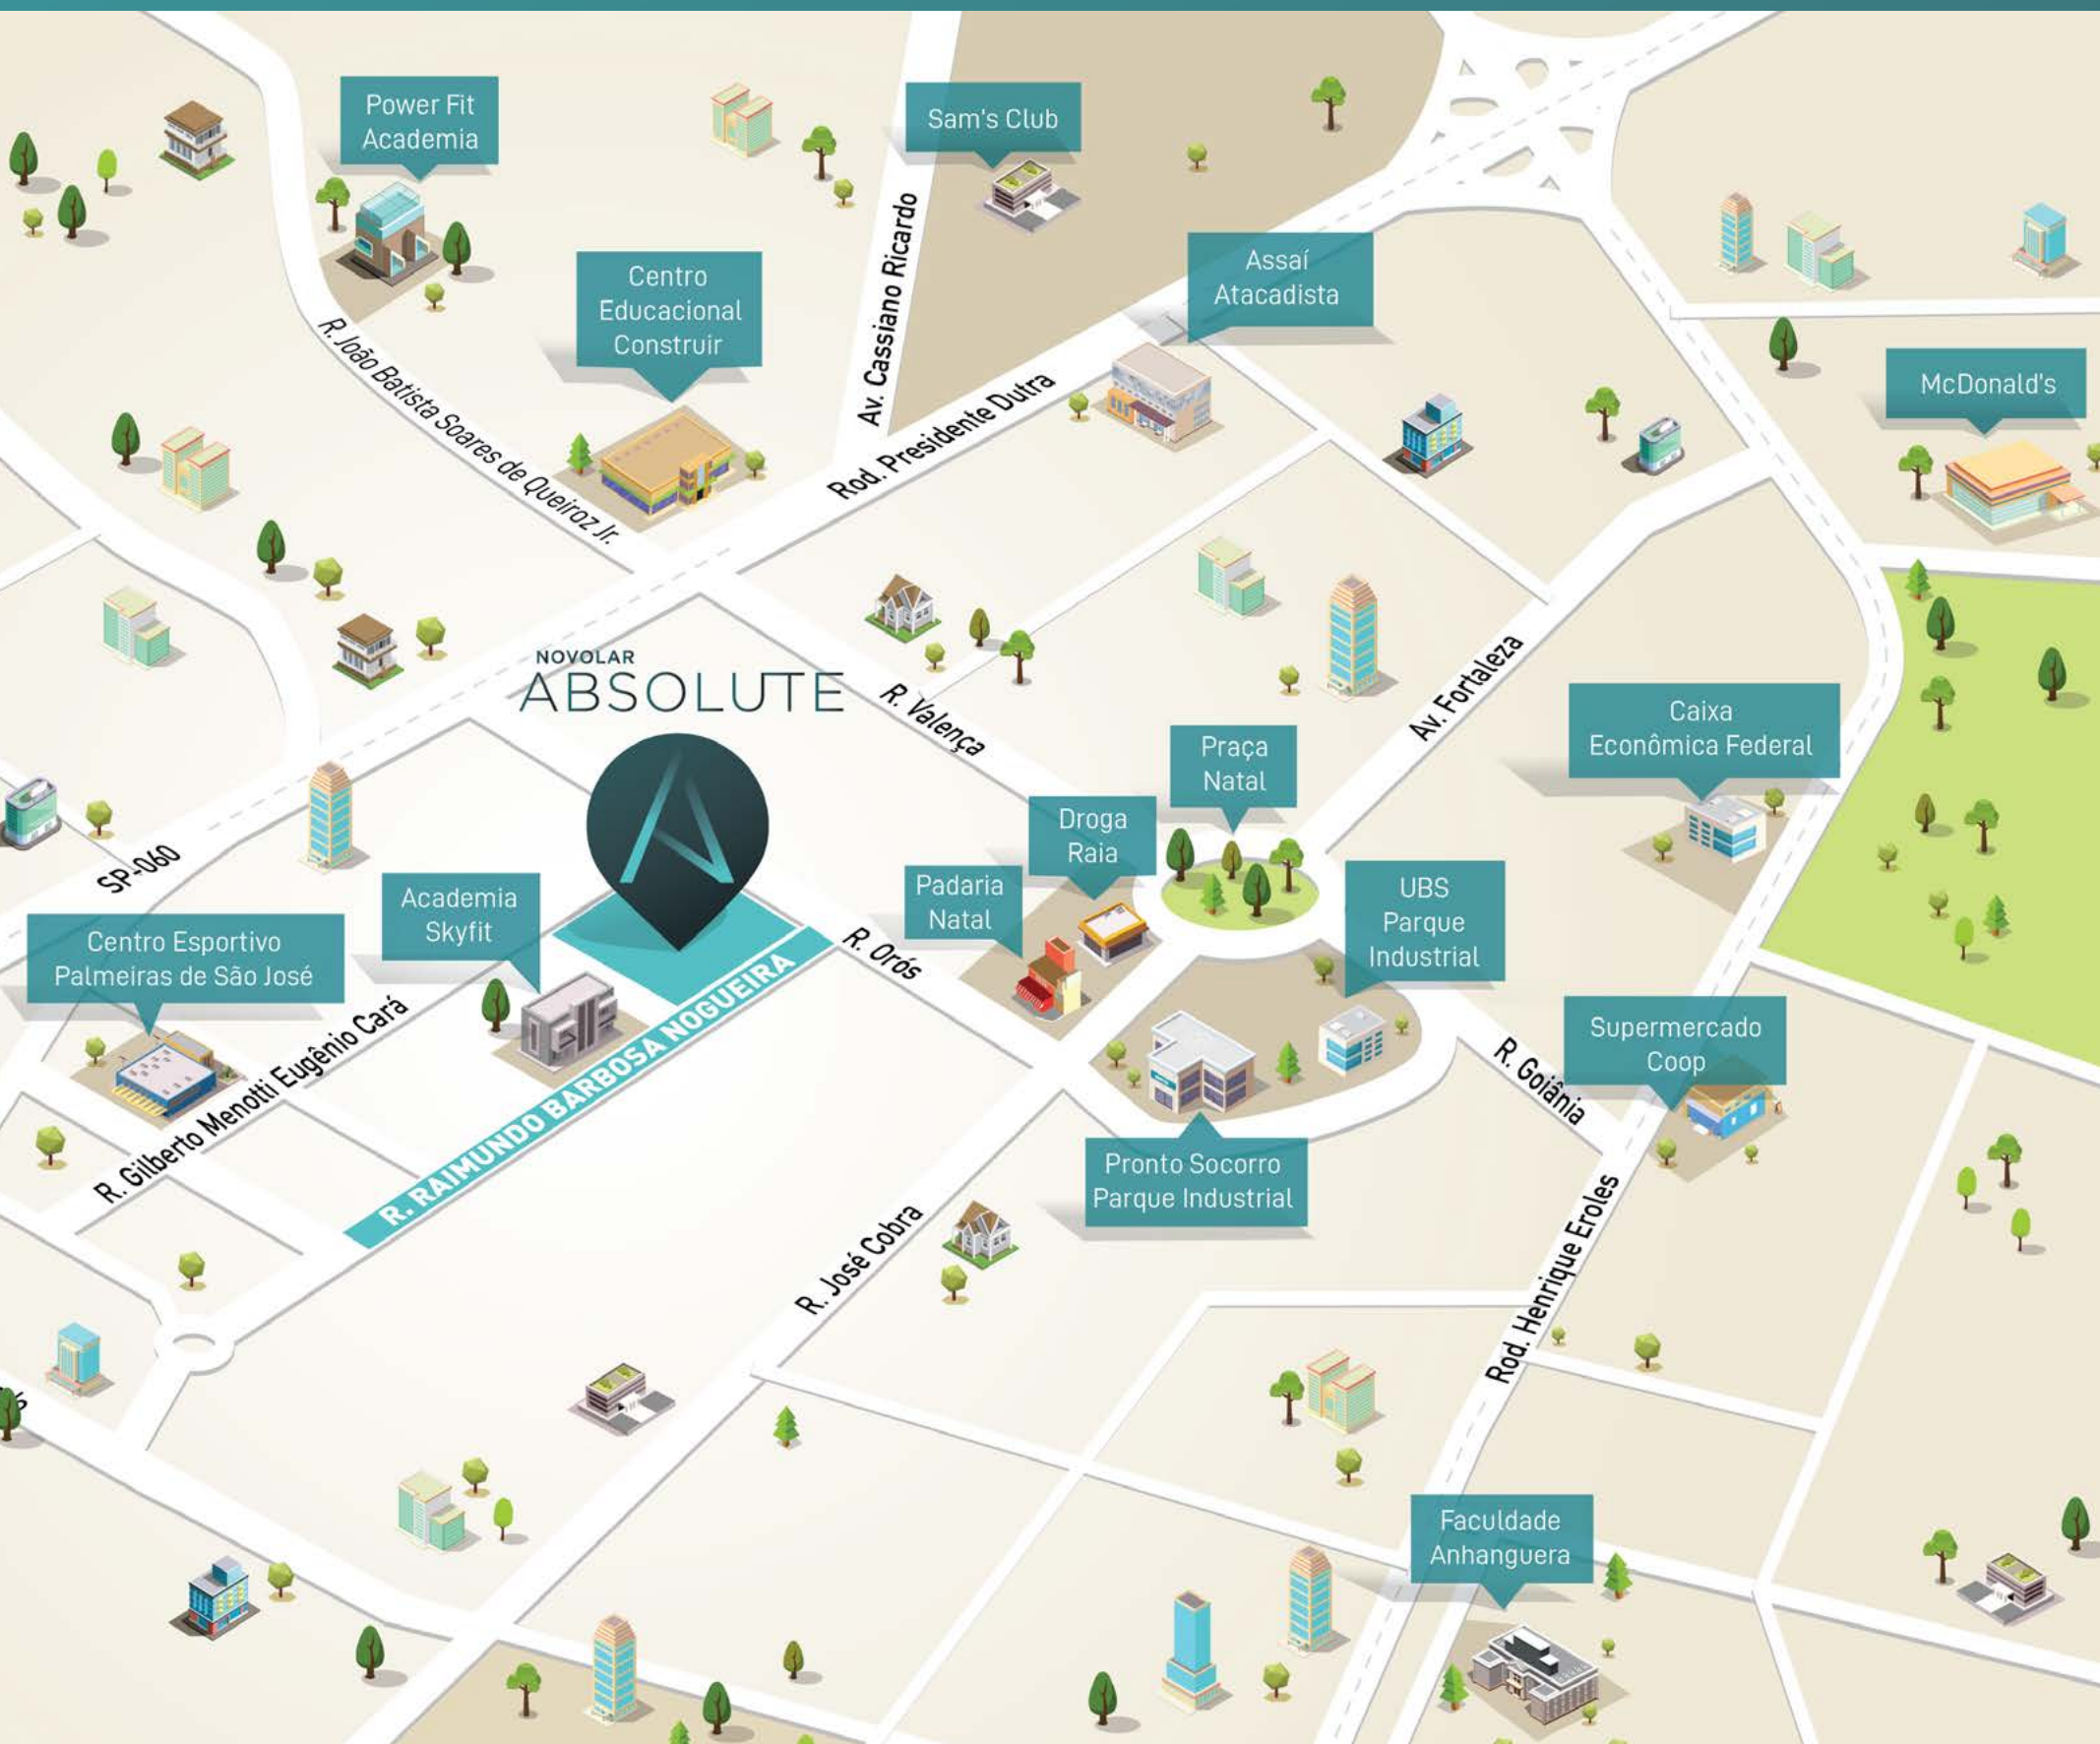 Power Fit
Academia
Sam's Club
Av. Cassiano Ricardo
Centro
Educacional
Construir
Assaí
Atacadista
R. João Batista Soares de Queiroz Jr.
McDonald's
Rod. Presidente Dutra
NOVOLAR
ABSOLUTE
R. Valença
Av. Fortaleza
Caixa
Econômica Federal
Praça
Natal
Droga
Raia
SP-060
Academia
Skyfit
Padaria
Natal
UBS
Parque
Industrial
Centro Esportivo
Palmeiras de São José
R. Orós
R. Gilberto Menotti Eugênio Cará
R. RAIMUNDO BARBOSA NOGUEIRA
Supermercado
Coop
R. Goiânia
Pronto Socorro
Parque Industrial
R. José Cobra
Rod. Henrique Eroles
Faculdade
Anhanguera